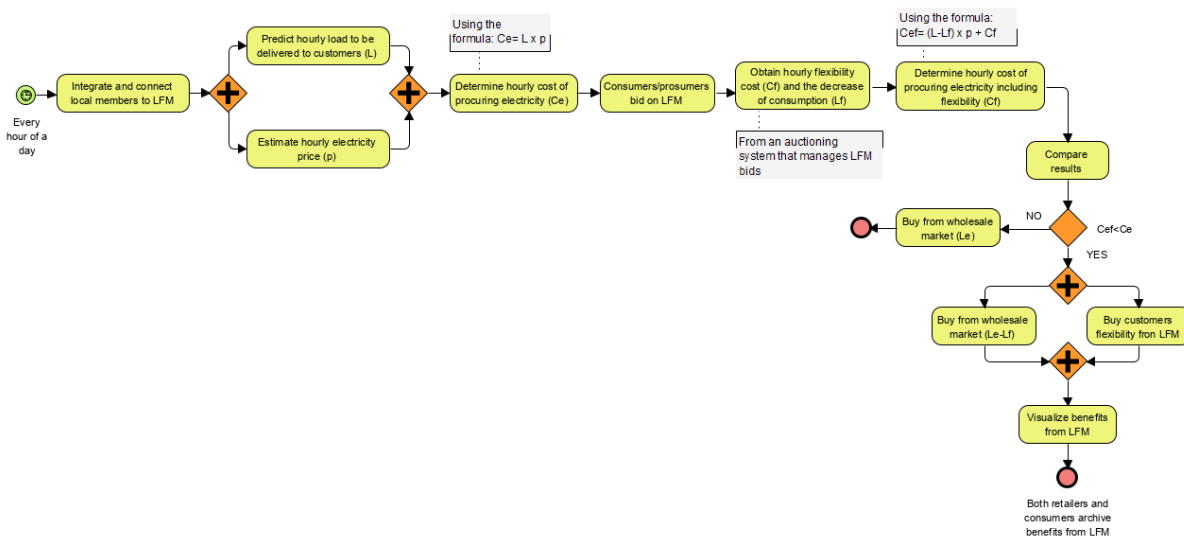 Every
hour of a
day
Integrate and connect
local members to LFM
Predict hourly load to be
delivered to customers (L)
Estimate hourly electricity
price (p)
Using the
formula: Ce= L x p
Determine hourly cost of
procuring electricity (Ce)
Consumers/prosumers
bid on LFM
Obtain hourly flexibility
cost (Cf) and the decrease
of consumption (Lf)
From an auctioning
system that manages LFM
bids
Using the formula:
Cef= (L-Lf) x p + Cf
Determine hourly cost of
procuring electricity including
flexibility (Cf)
Compare
results
NO
Cef<Ce
YES
Buy from wholesale
market (Le)
Buy from wholesale
market (Le-Lf)
Buy customers
flexibility fron LFM
Visualize benefits
from LFM
Both retailers and
consumers archive
benefits from LFM